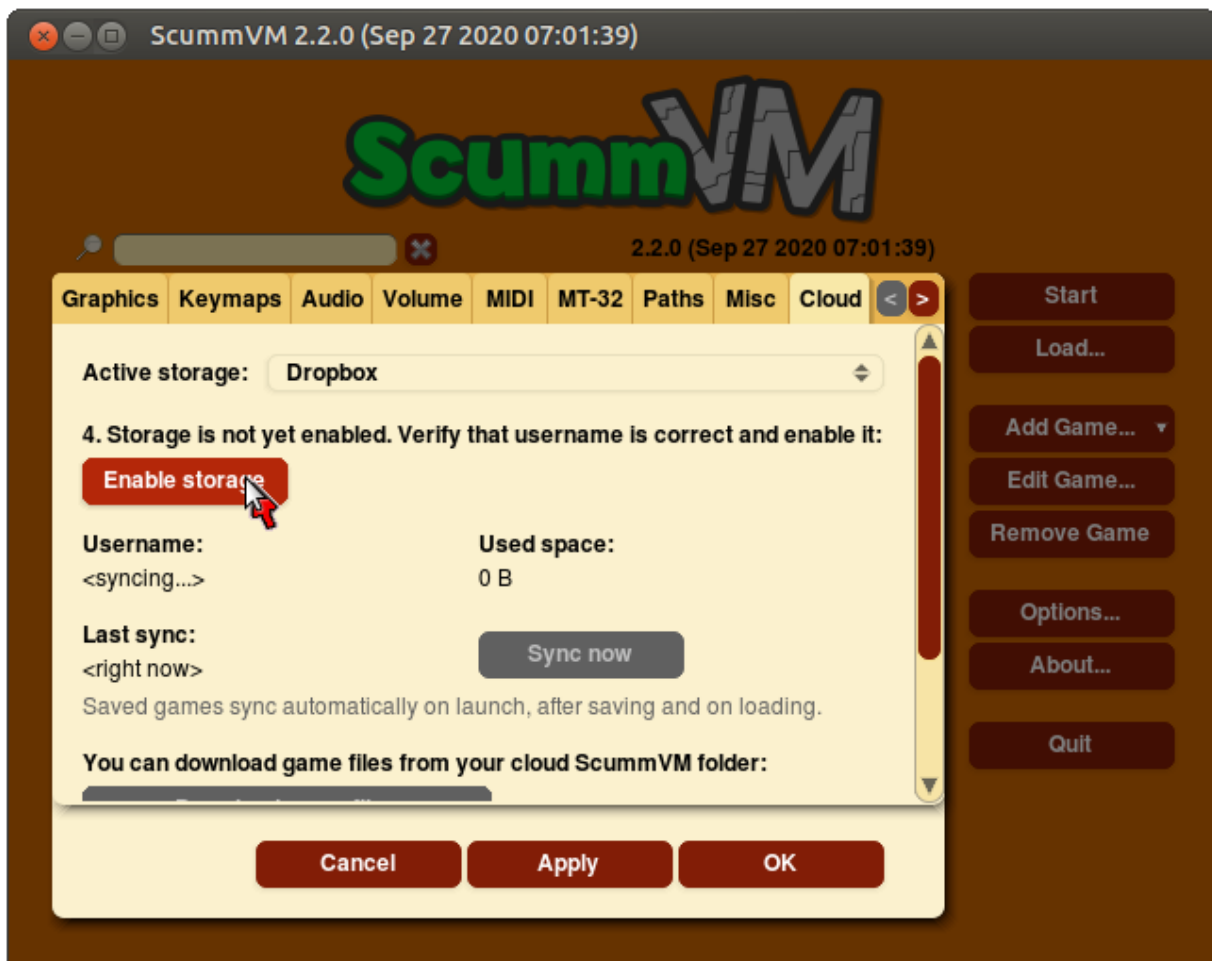 ScummVM 2.2.0 (Sep 27 2020 07:01:39)
ScummVM
2.2.0 (Sep 27 2020 07:01:39)
Graphics Keymaps Audio Volume MIDI MT-32 Paths Misc Cloud < >
Active storage: Dropbox
4. Storage is not yet enabled. Verify that username is correct and enable it:
Enable storage
Username: Used space:
<syncing...> 0 B
Last sync:
<right now>
Sync now
Saved games sync automatically on launch, after saving and on loading.
You can download game files from your cloud ScummVM folder:
Cancel Apply OK
Start
Load...
Add Game...
Edit Game...
Remove Game
Options...
About...
Quit